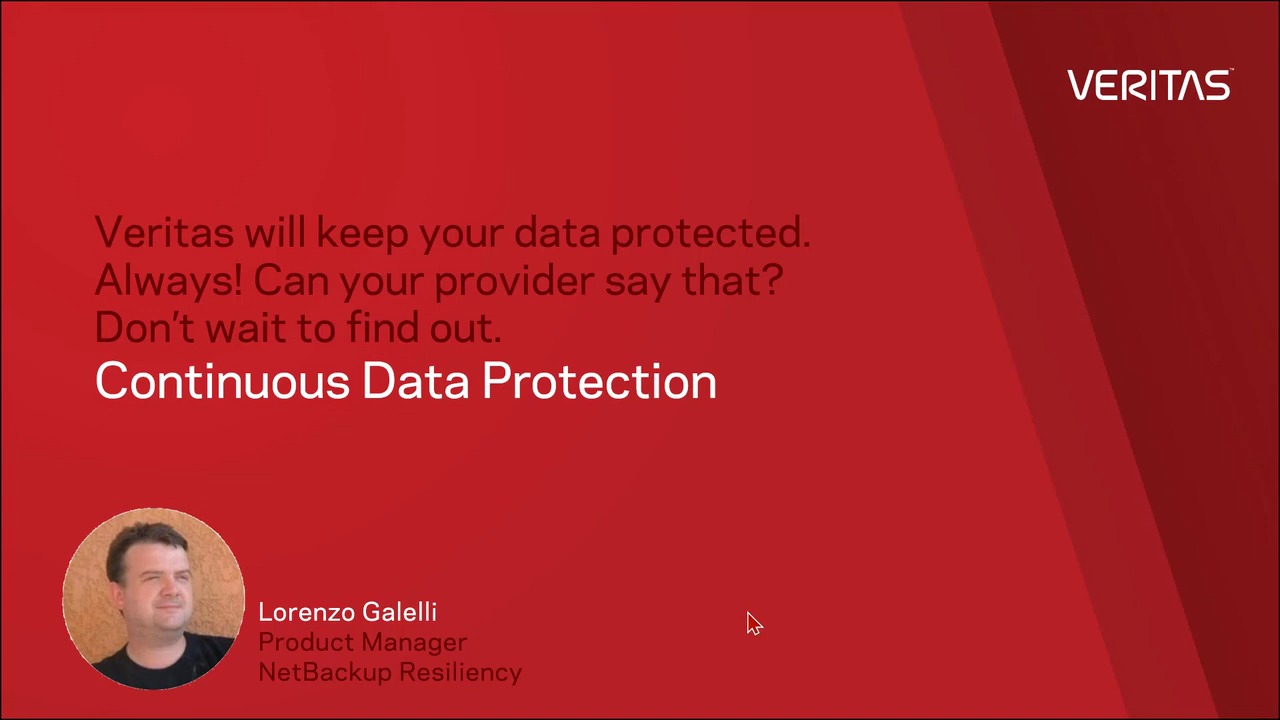 VERITAS™
Veritas will keep your data protected.
Always! Can your provider say that?
Don’t wait to find out.
Continuous Data Protection
Lorenzo Galelli
Product Manager
NetBackup Resiliency